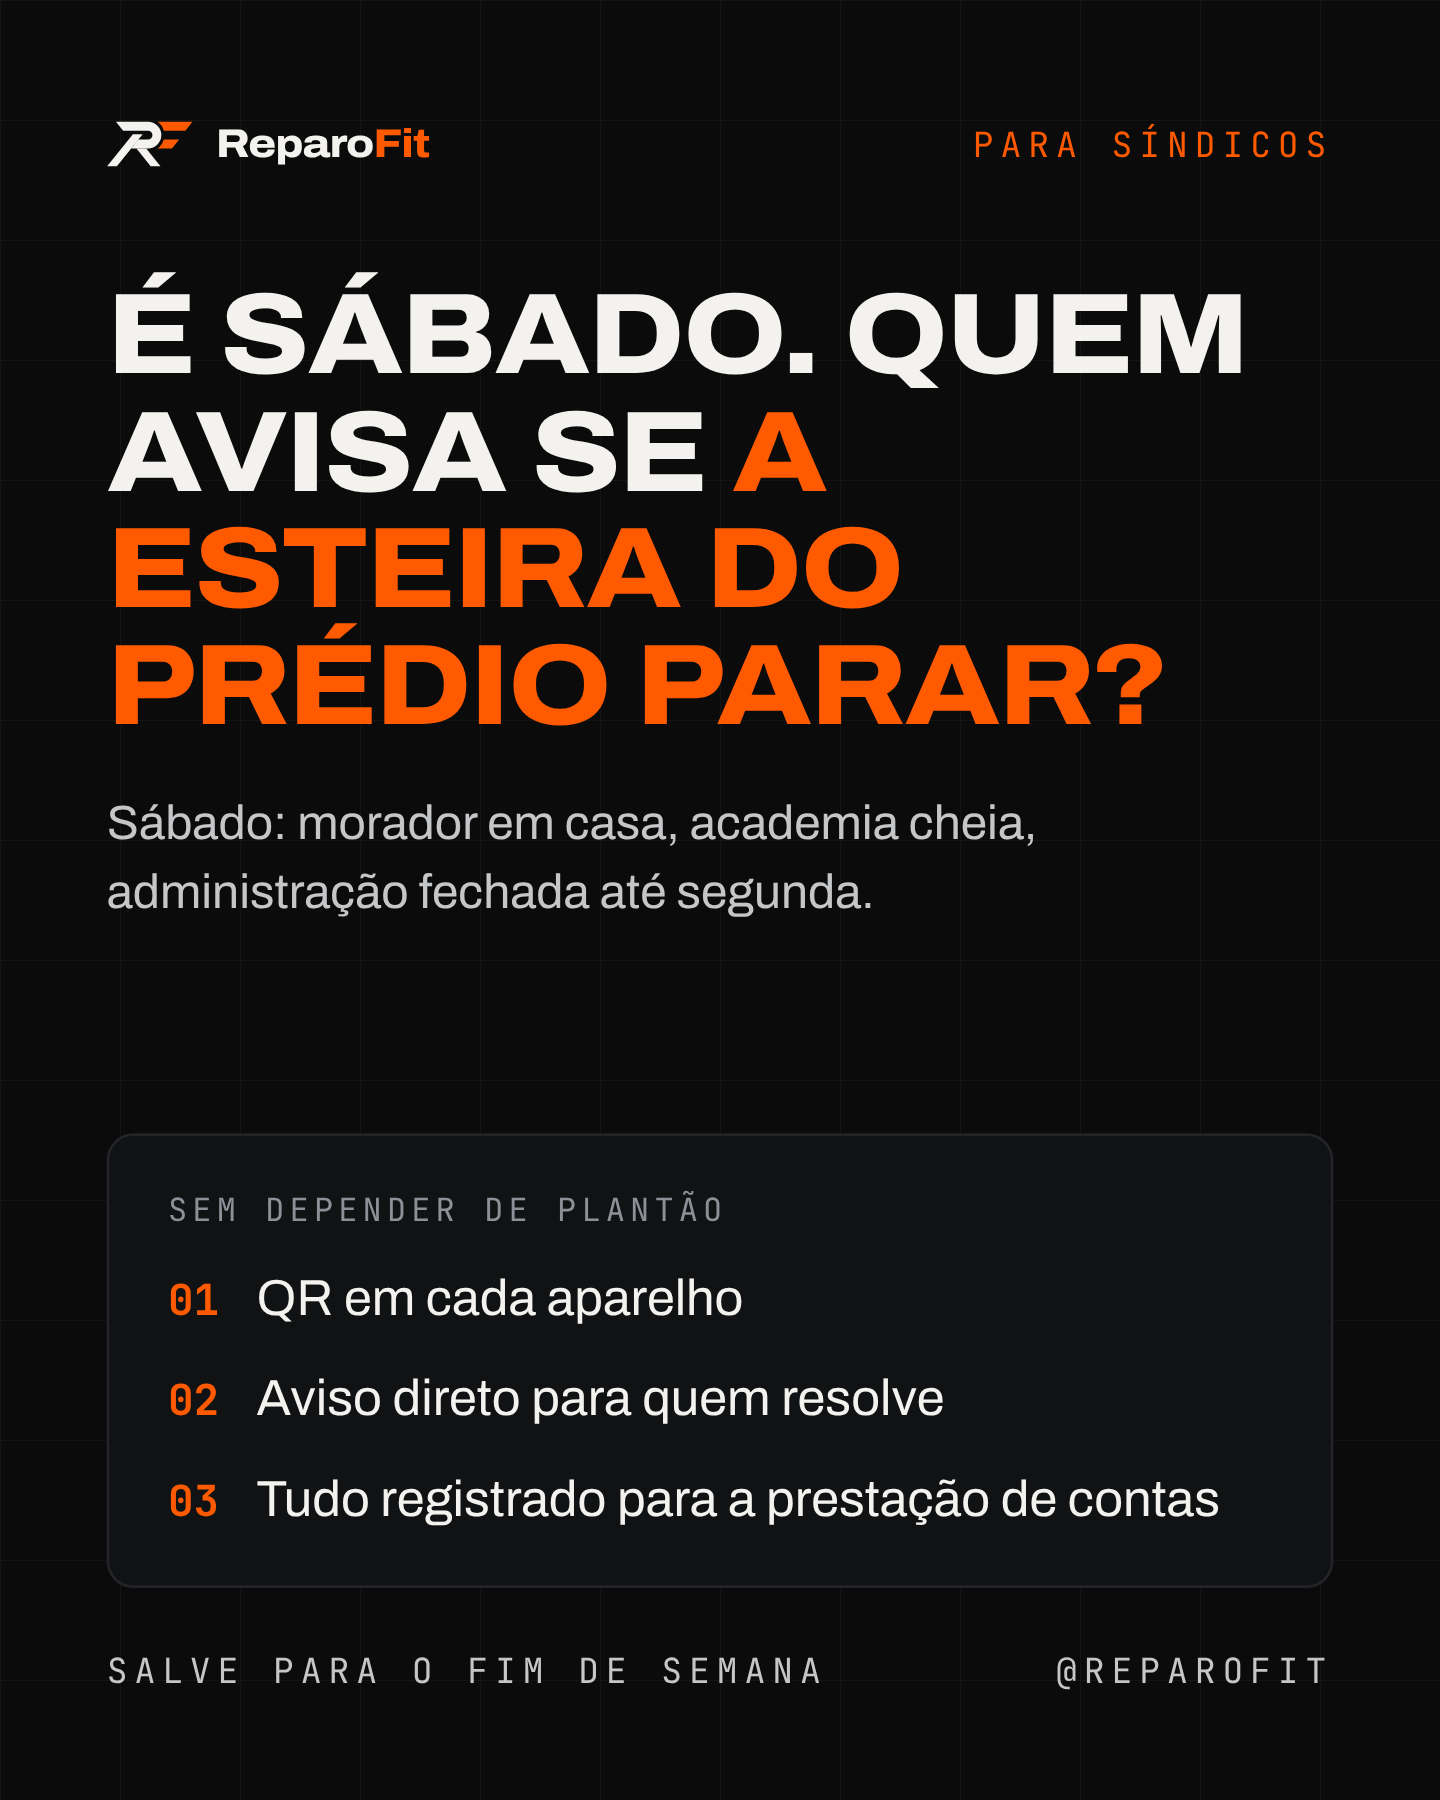 ReparoFit
PARA SÍNDICOS
É SÁBADO. QUEM
AVISA SE A
ESTEIRA DO
PRÉDIO PARAR?
Sábado: morador em casa, academia cheia,
administração fechada até segunda.
SEM DEPENDER DE PLANTÃO
01 QR em cada aparelho
02 Aviso direto para quem resolve
03 Tudo registrado para a prestação de contas
SALVE PARA O FIM DE SEMANA
@REPAROFIT